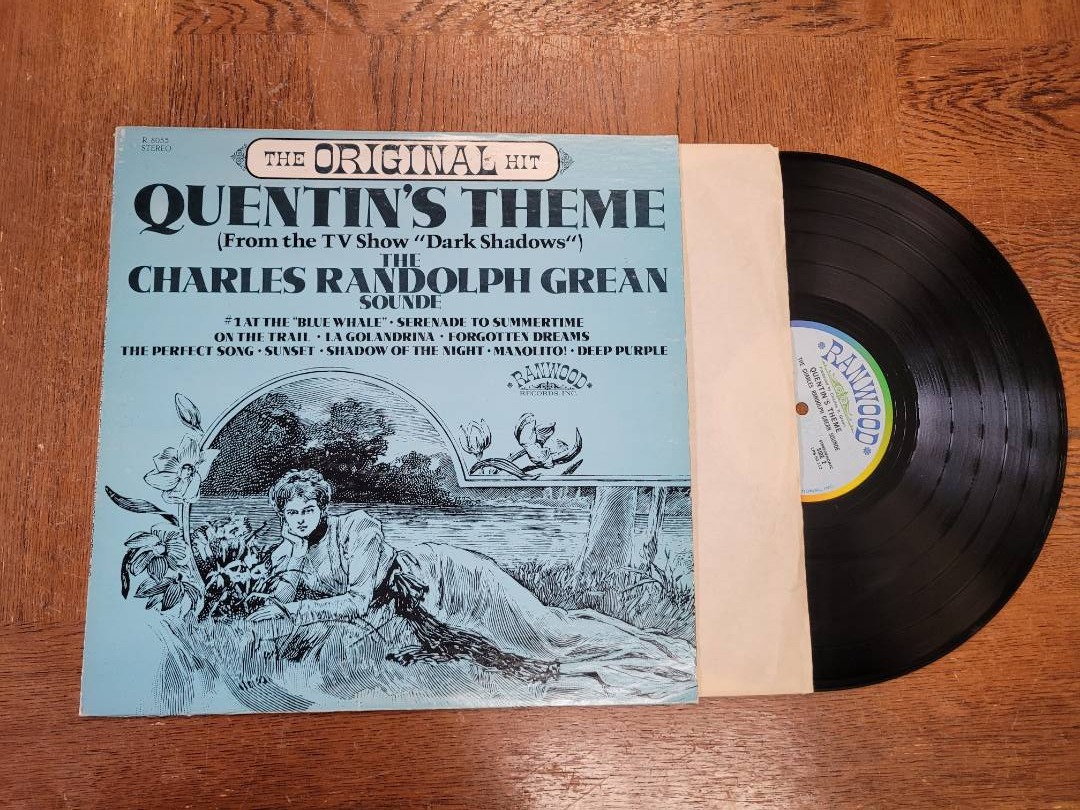 R 8055
STEREO
THE ORIGINAL HIT
QUENTIN'S THEME
(From the TV Show "Dark Shadows")
THE
CHARLES RANDOLPH GREAN
SOUNDE
#1 AT THE "BLUE WHALE" · SERENADE TO SUMMERTIME
ON THE TRAIL · LA GOLANDRINA · FORGOTTEN DREAMS
THE PERFECT SONG · SUNSET · SHADOW OF THE NIGHT · MANOLITO! · DEEP PURPLE
RANWOOD
RECORDS, INC.
RANWOOD
QUENTIN'S THEME
THE CHARLES RANDOLPH GREAN SOUNDE